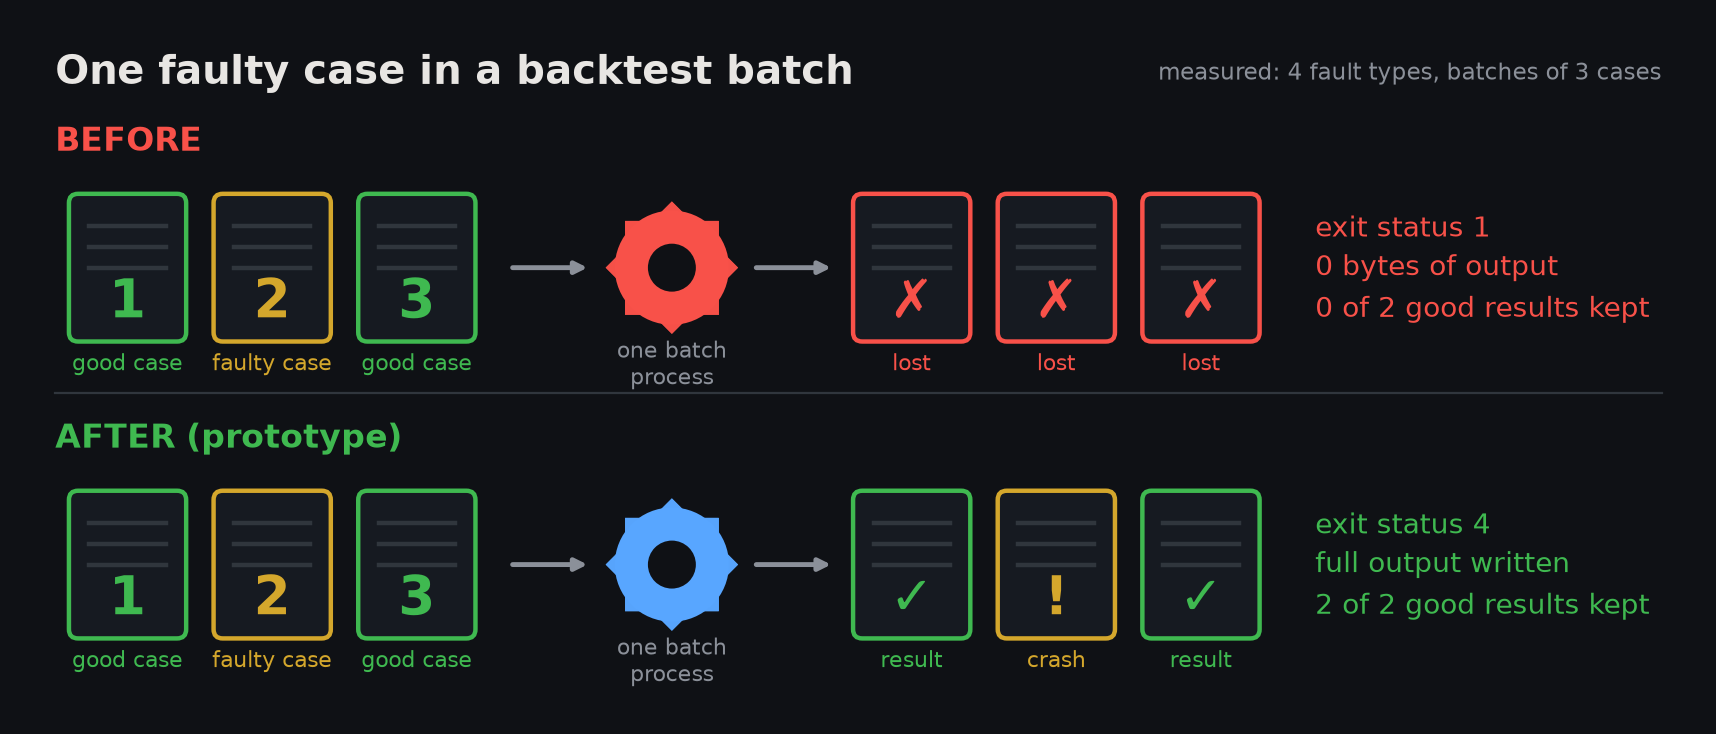 One faulty case in a backtest batch
measured: 4 fault types, batches of 3 cases
BEFORE
1
2
3
✗
✗
✗
good case
faulty case
good case
one batch
process
lost
lost
lost
exit status 1
0 bytes of output
0 of 2 good results kept
AFTER (prototype)
1
2
3
✓
!
✓
good case
faulty case
good case
one batch
process
result
crash
result
exit status 4
full output written
2 of 2 good results kept